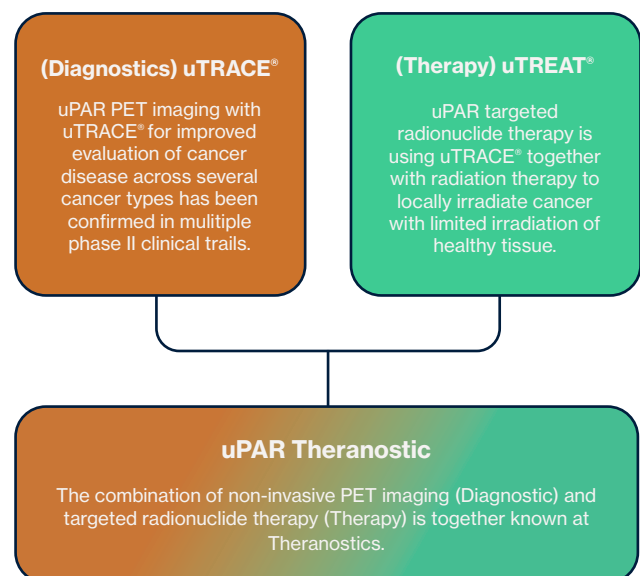 (Diagnostics) uTRACE®
uPAR PET imaging with
uTRACE® for improved
evaluation of cancer
disease across several
cancer types has been
confirmed in mulitiple
phase II clinical trails.
(Therapy) uTREAT®
uPAR targeted
radionuclide therapy is
using uTRACE® together
with radiation therapy to
locally irradiate cancer
with limited irradiation of
healthy tissue.
uPAR Theranostic
The combination of non-invasive PET imaging (Diagnostic) and
targeted radionuclide therapy (Therapy) is together known at
Theranostics.